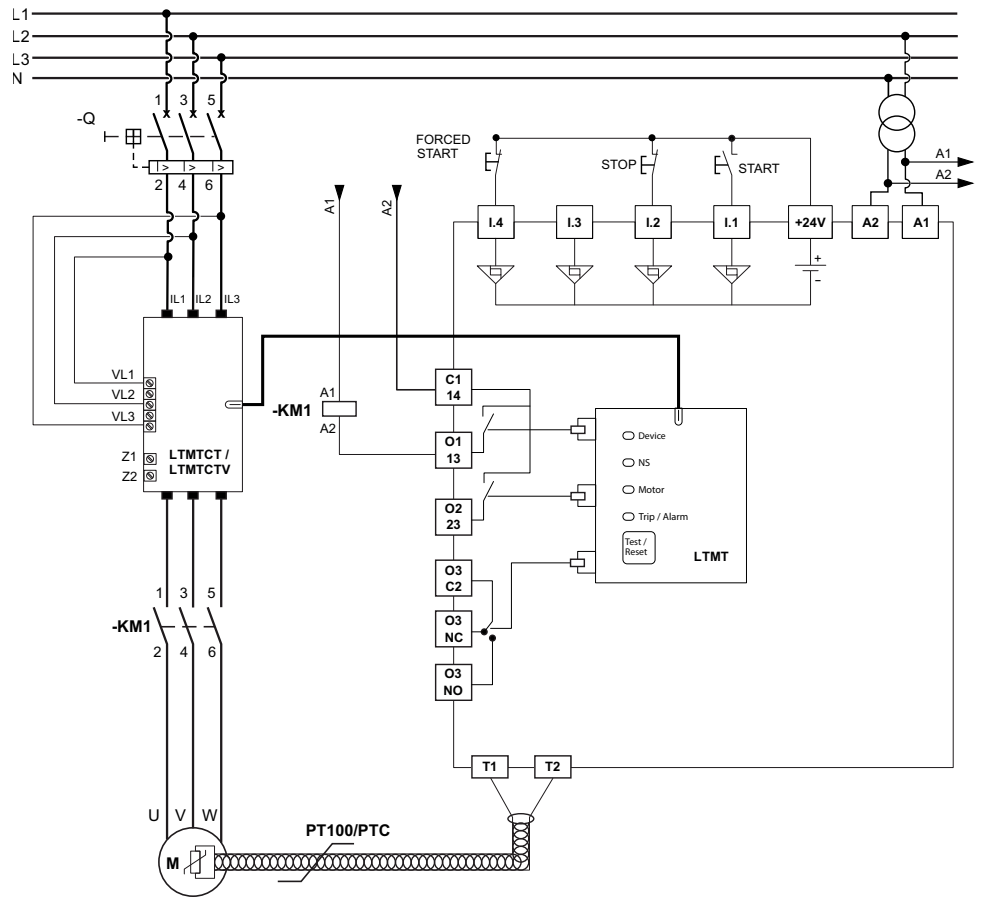 L1
L2
L3
N
1 3 5
-Q
I> I> I>
2 4 6
A1
A2
FORCED
START
STOP
START
A1
A2
I.4
I.3
I.2
I.1
+24V
A2
A1
+
–
IL1
IL2
IL3
VL1
VL2
VL3
Z1
Z2
LTMTCT /
LTMTCTV
A1
-KM1
A2
C1
14
O1
13
O2
23
O3
C2
O3
NC
O3
NO
Device
NS
Motor
Trip / Alarm
Test /
Reset
LTMT
1 3 5
-KM1
2 4 6
T1
T2
U V W
M
PT100/PTC